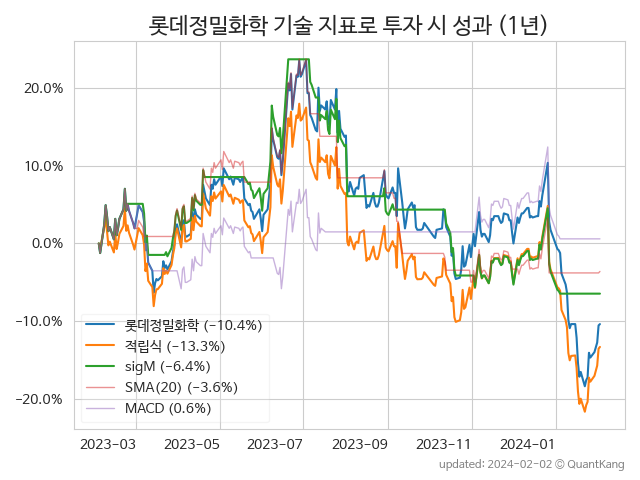 롯데정밀화학 기술 지표로 투자 시 성과 (1년)
20.0%
10.0%
0.0%
−10.0%
−20.0%
롯데정밀화학 (−10.4%)
적립식 (−13.3%)
sigM (−6.4%)
SMA(20) (−3.6%)
MACD (0.6%)
2023−03 2023−05 2023−07 2023−09 2023−11 2024−01
updated: 2024−02−02 © QuantKang